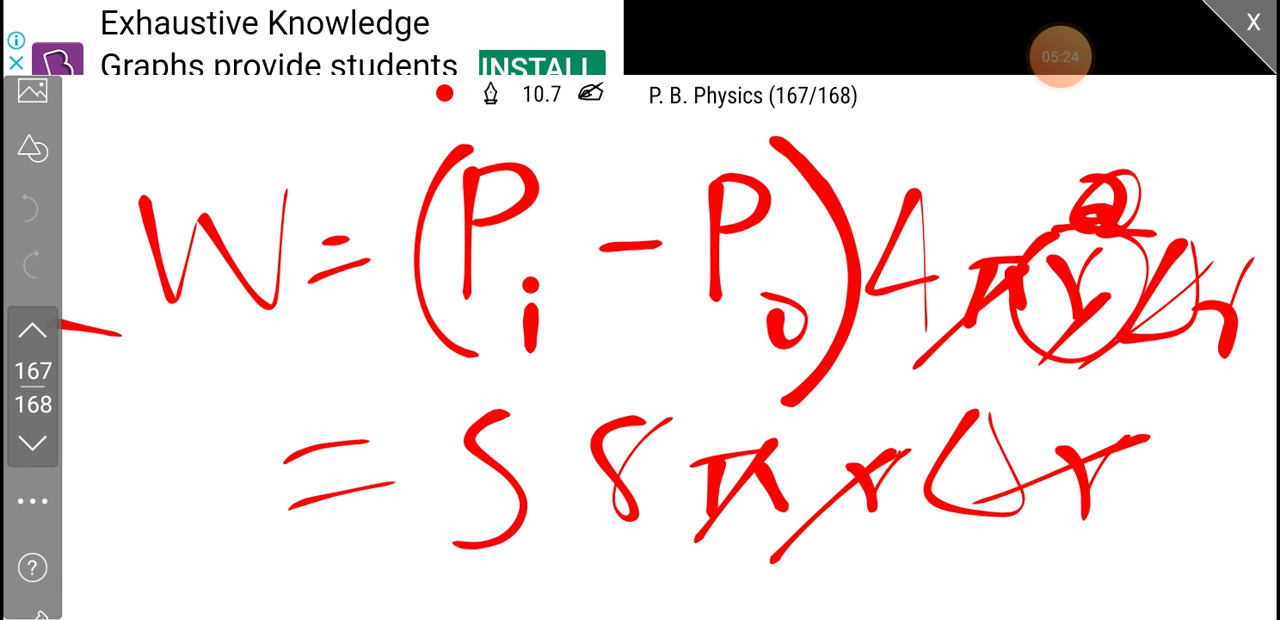 Exhaustive Knowledge
Graphs provide students INSTALL
X
05:24
10.7 P. B. Physics (167/168)
W = (Pi - Po) 4πr²Δr
= S 8πrΔr
167
168